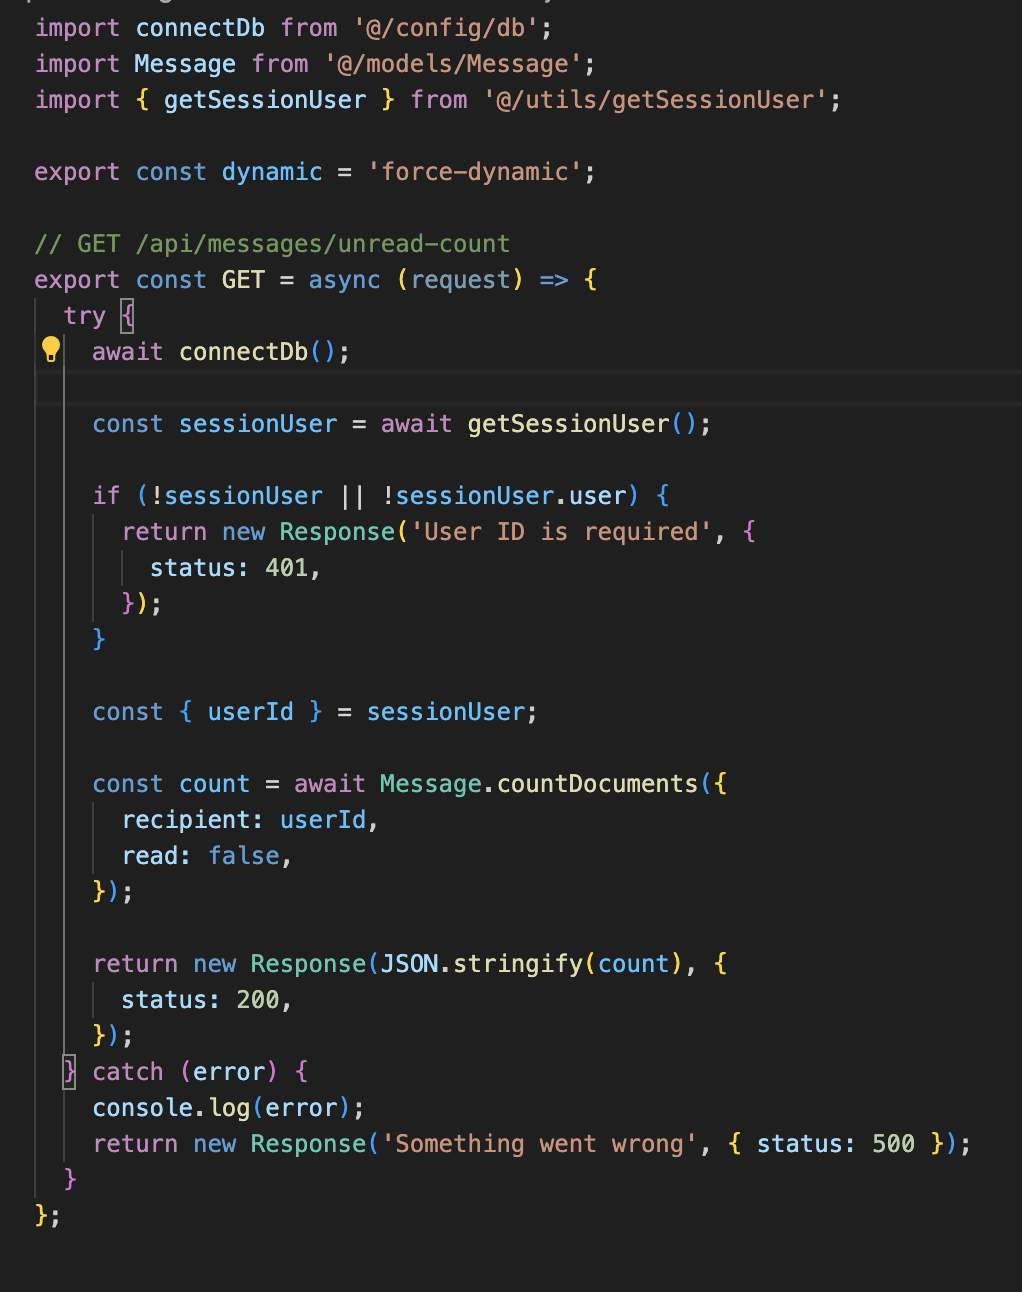 import connectDb from '@/config/db';
import Message from '@/models/Message';
import { getSessionUser } from '@/utils/getSessionUser';
export const dynamic = 'force-dynamic';
// GET /api/messages/unread-count
export const GET = async (request) => {
  try {
    await connectDb();
    const sessionUser = await getSessionUser();
    if (!sessionUser || !sessionUser.user) {
      return new Response('User ID is required', {
        status: 401,
      });
    }
    const { userId } = sessionUser;
    const count = await Message.countDocuments({
      recipient: userId,
      read: false,
    });
    return new Response(JSON.stringify(count), {
      status: 200,
    });
  } catch (error) {
    console.log(error);
    return new Response('Something went wrong', { status: 500 });
  }
};